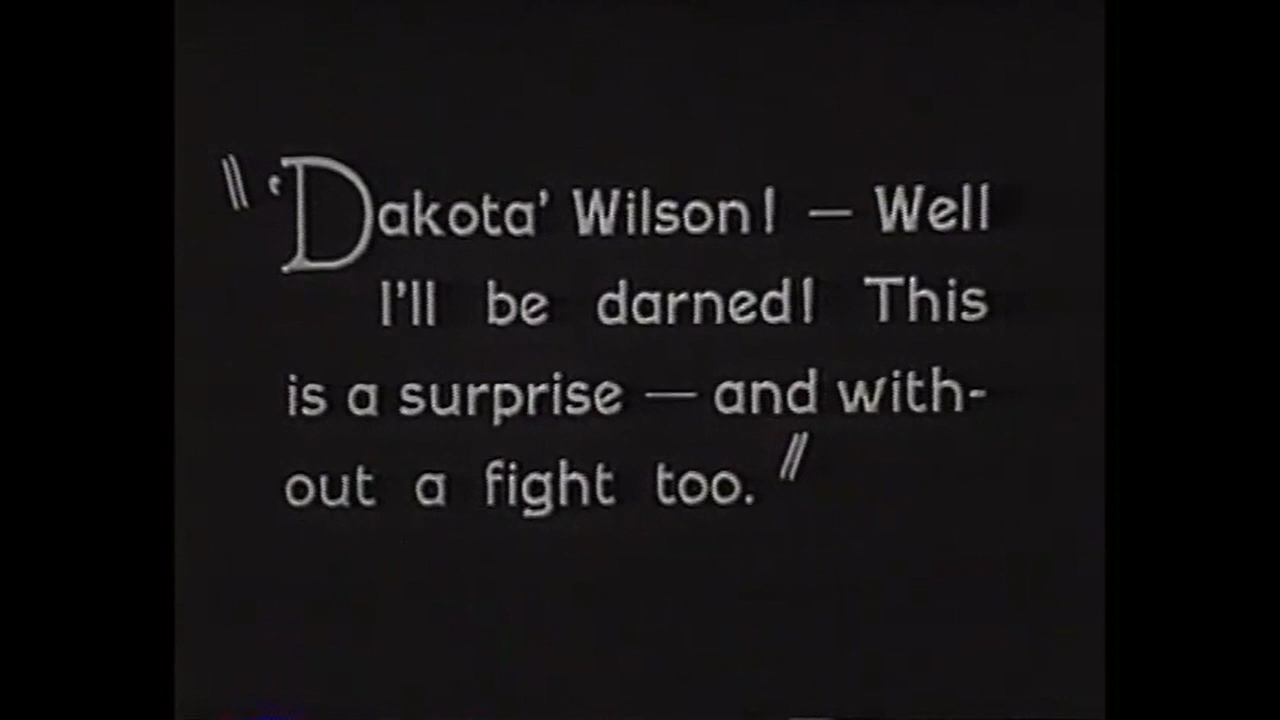 "'Dakota' Wilson! — Well
I'll be darned! This
is a surprise — and with-
out a fight too."